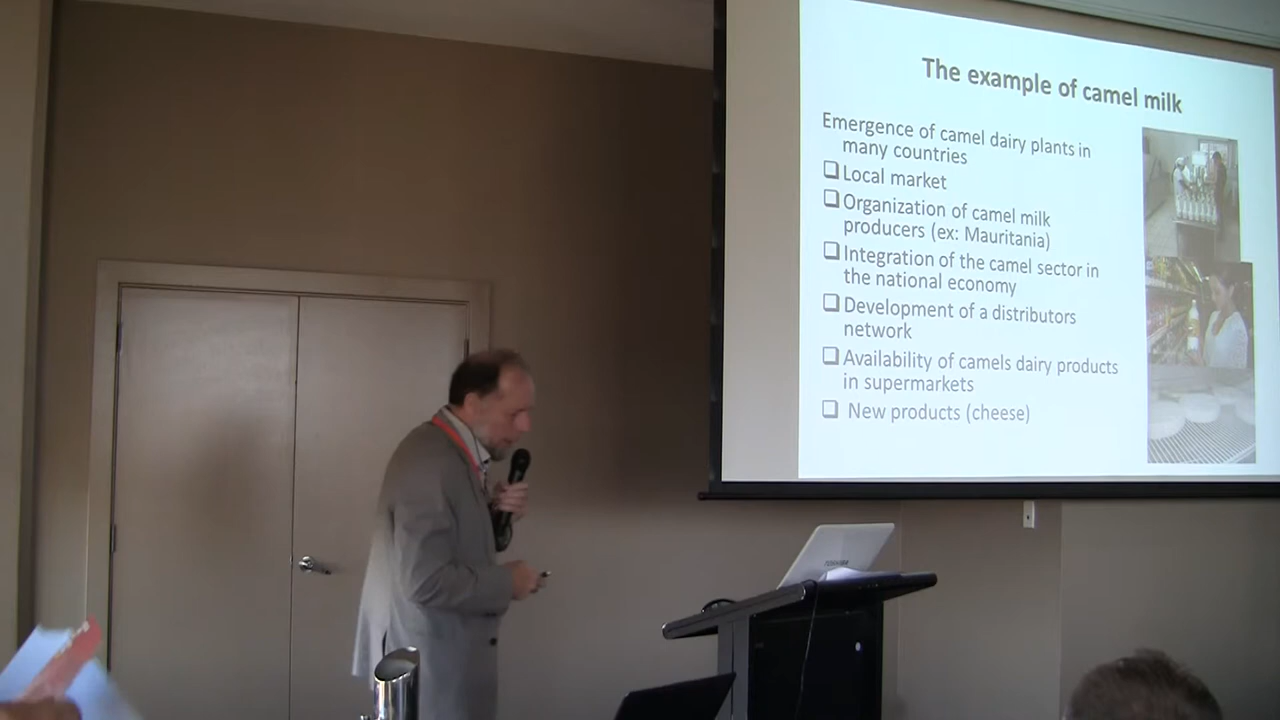 The example of camel milk
Emergence of camel dairy plants in
many countries
Local market
Organization of camel milk
producers (ex: Mauritania)
Integration of the camel sector in
the national economy
Development of a distributors
network
Availability of camels dairy products
in supermarkets
New products (cheese)
TOSHIBA